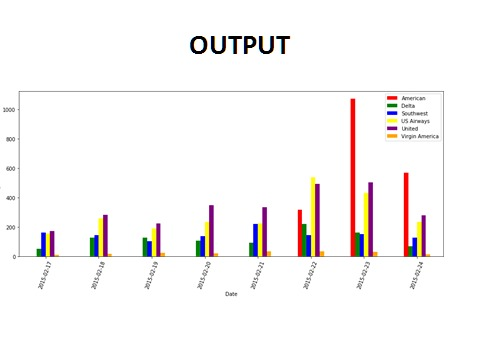 OUTPUT
American
Delta
Southwest
US Airways
United
Virgin America
1000
800
600
400
200
0
2015-02-17
2015-02-18
2015-02-19
2015-02-20
2015-02-21
2015-02-22
2015-02-23
2015-02-24
Date